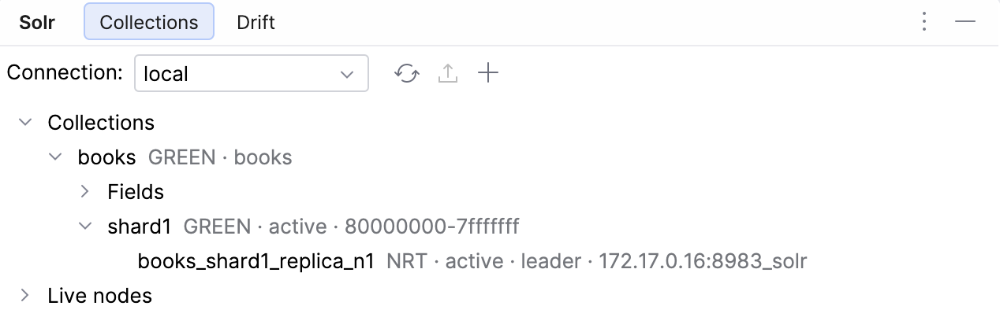 Solr Collections Drift
Connection: local
Collections
books GREEN · books
Fields
shard1 GREEN · active · 80000000-7fffffff
books_shard1_replica_n1 NRT · active · leader · 172.17.0.16:8983_solr
Live nodes